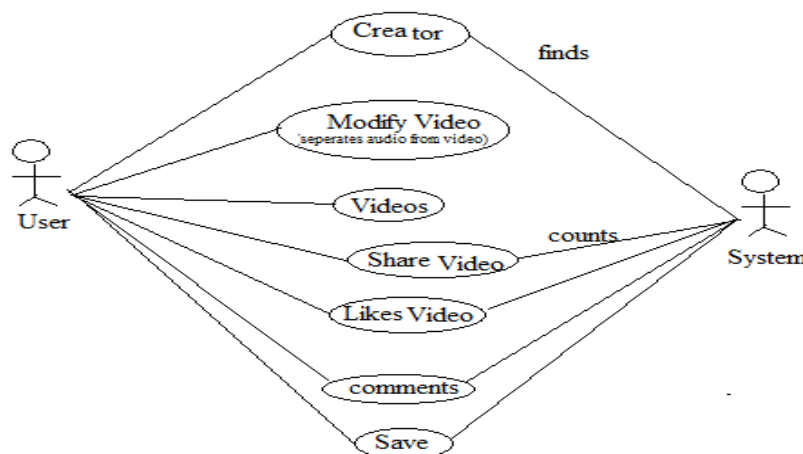 Crea tor
finds
Modify Video
'seperates audio from video)
User
Videos
counts
Share Video
System
Likes Video
comments
Save